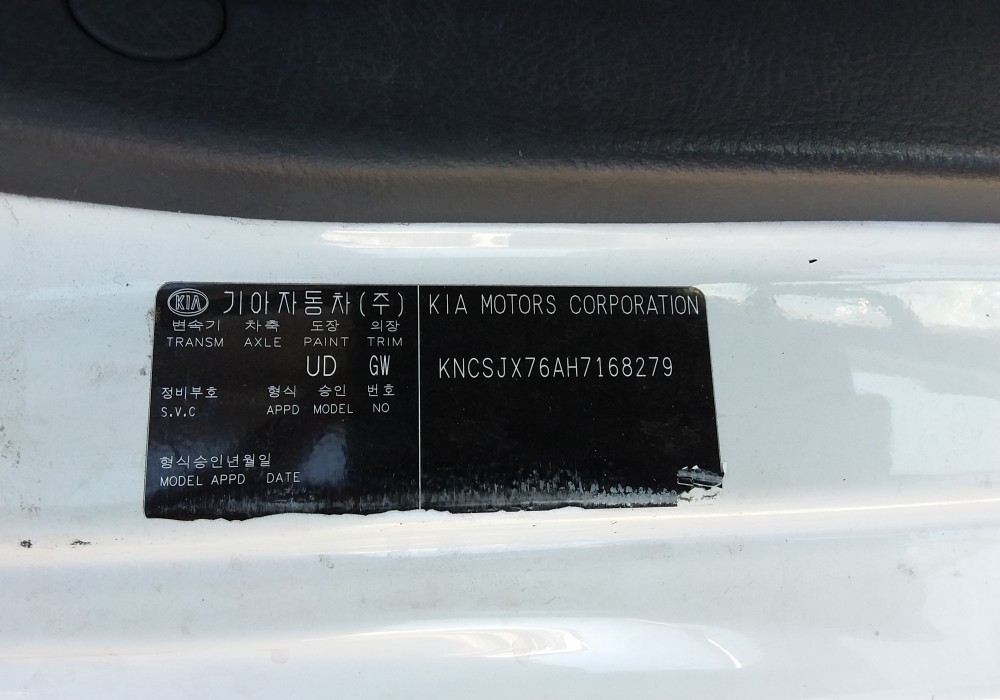 KIA 기아자동차(주)
변속기 차축 도장 의장
TRANSM AXLE PAINT TRIM
UD GW
정비부호 형식 승인 번호
S.V.C APPD MODEL NO
형식승인년월일
MODEL APPD DATE
KIA MOTORS CORPORATION
KNCSJX76AH7168279